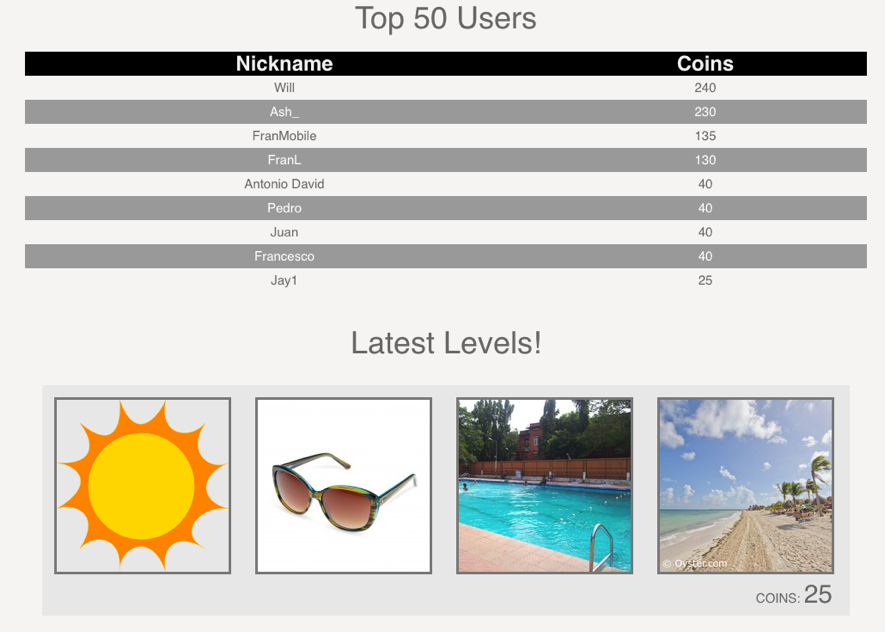 Top 50 Users
Nickname Coins
Will 240
Ash_ 230
FranMobile 135
FranL 130
Antonio David 40
Pedro 40
Juan 40
Francesco 40
Jay1 25
Latest Levels!
© Oyster.com
COINS: 25